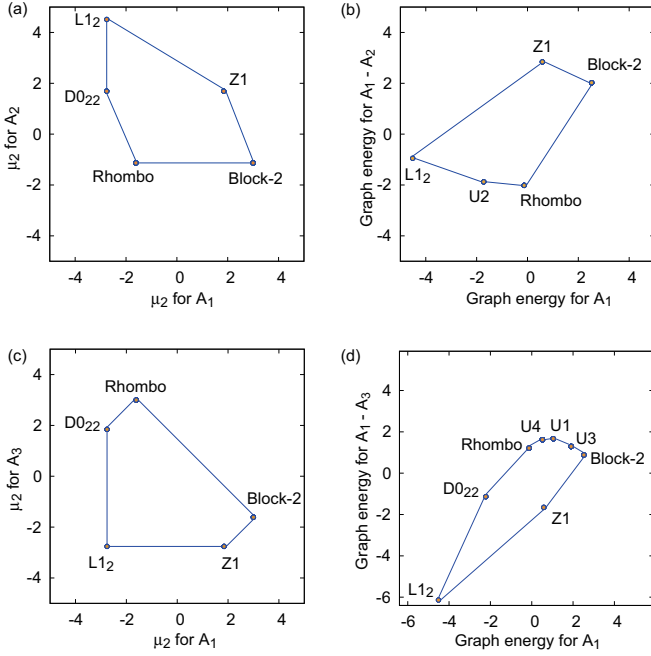 (a)
4
2
0
-2
-4
μ2 for A2
L12
D022
Z1
Rhombo
Block-2
-4 -2 0 2 4
μ2 for A1
(b)
4
2
0
-2
-4
Graph energy for A1 - A2
Z1
Block-2
L12
U2
Rhombo
-4 -2 0 2 4
Graph energy for A1
(c)
4
2
0
-2
-4
μ2 for A3
Rhombo
D022
Block-2
L12
Z1
-4 -2 0 2 4
μ2 for A1
(d)
4
2
0
-2
-4
-6
Graph energy for A1 - A3
U4
U1
U3
Rhombo
Block-2
D022
Z1
L12
-6 -4 -2 0 2 4
Graph energy for A1